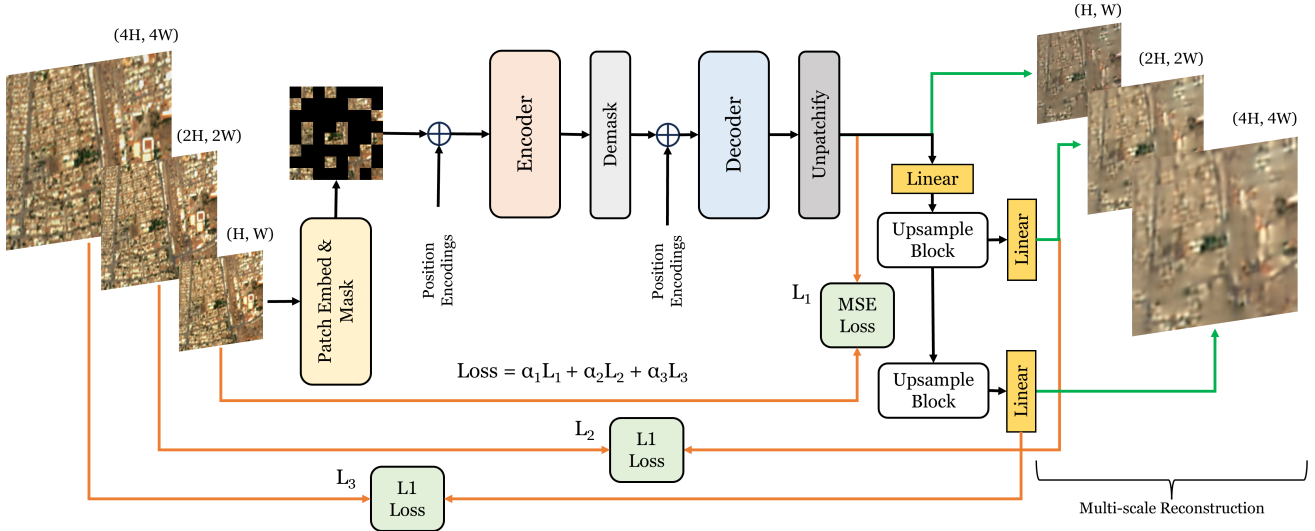 (4H, 4W)
(2H, 2W)
(H, W)
Patch Embed &
Mask
Position
Encodings
Encoder
Demask
Position
Encodings
Decoder
Unpatchify
Linear
Upsample
Block
Linear
Upsample
Block
Linear
L₁
MSE
Loss
Loss = α₁L₁ + α₂L₂ + α₃L₃
L₂
L1
Loss
L₃
L1
Loss
(H, W)
(2H, 2W)
(4H, 4W)
Multi-scale Reconstruction